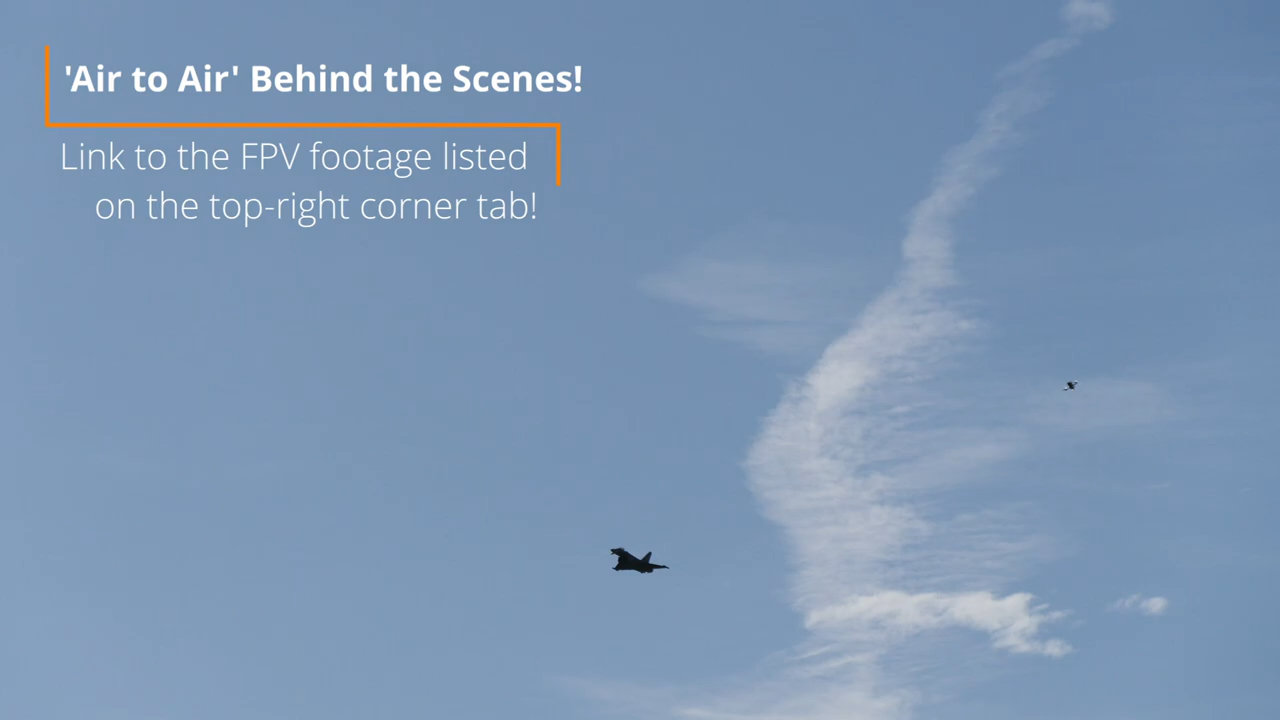 'Air to Air' Behind the Scenes!
Link to the FPV footage listed
on the top-right corner tab!